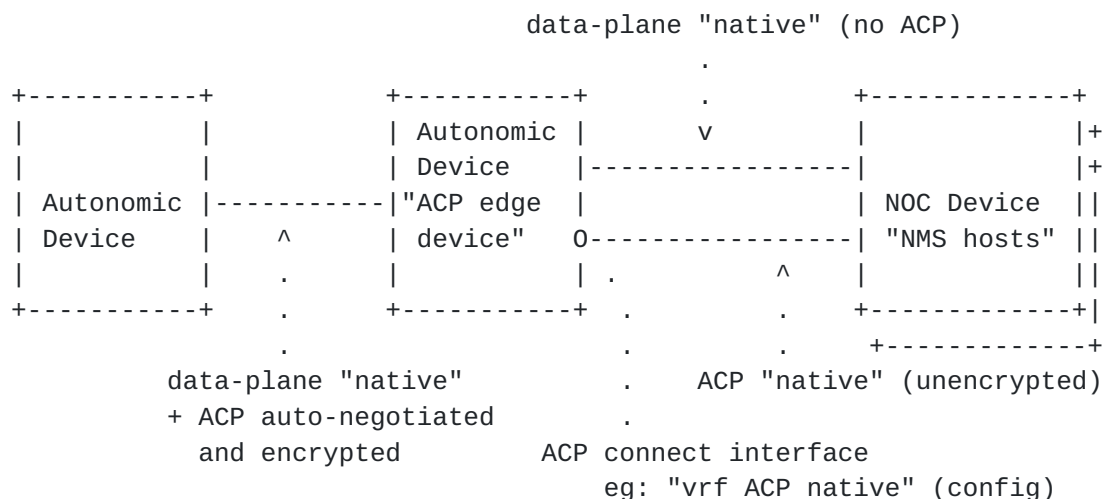 data-plane "native" (no ACP)
Autonomic
Device
Autonomic
Device
"ACP edge
device"
NOC Device
"NMS hosts"
data-plane "native"
+ ACP auto-negotiated
and encrypted
ACP "native" (unencrypted)
ACP connect interface
eg: "vrf ACP native" (config)